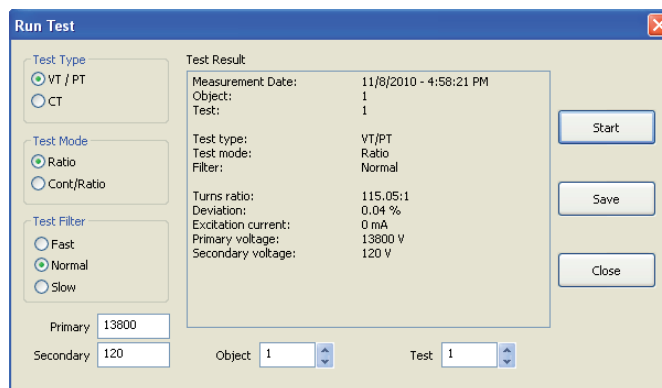 Run Test
Test Type
VT / PT
CT
Test Mode
Ratio
Cont/Ratio
Test Filter
Fast
Normal
Slow
Primary 13800
Secondary 120
Test Result
Measurement Date: 11/8/2010 - 4:58:21 PM
Object: 1
Test: 1
Test type: VT/PT
Test mode: Ratio
Filter: Normal
Turns ratio: 115.05:1
Deviation: 0.04 %
Excitation current: 0 mA
Primary voltage: 13800 V
Secondary voltage: 120 V
Object 1 Test 1
Start
Save
Close